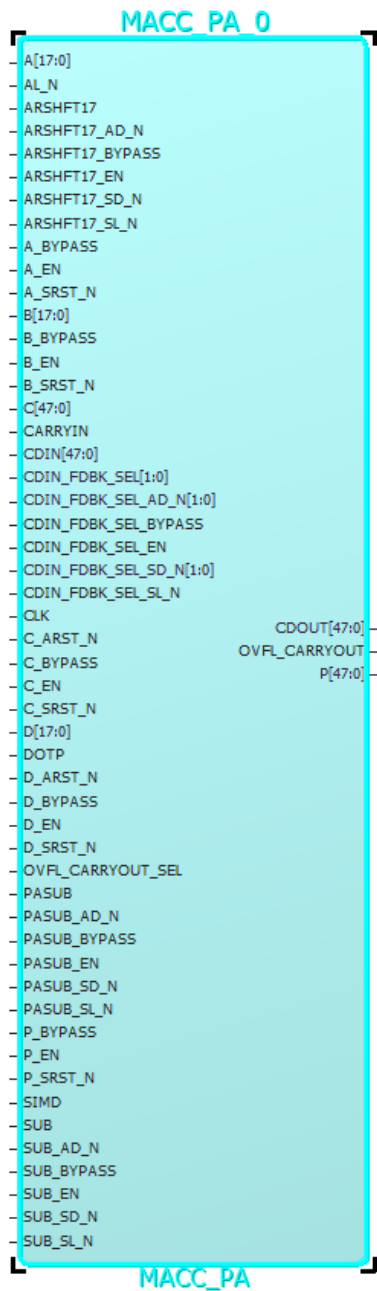 MACC_PA_0
A[17:0]
AL_N
ARSHFT17
ARSHFT17_AD_N
ARSHFT17_BYPASS
ARSHFT17_EN
ARSHFT17_SD_N
ARSHFT17_SL_N
A_BYPASS
A_EN
A_SRST_N
B[17:0]
B_BYPASS
B_EN
B_SRST_N
C[47:0]
CARRYIN
CDIN[47:0]
CDIN_FDBK_SEL[1:0]
CDIN_FDBK_SEL_AD_N[1:0]
CDIN_FDBK_SEL_BYPASS
CDIN_FDBK_SEL_EN
CDIN_FDBK_SEL_SD_N[1:0]
CDIN_FDBK_SEL_SL_N
CLK
C_ARST_N
C_BYPASS
C_EN
C_SRST_N
D[17:0]
DOTP
D_ARST_N
D_BYPASS
D_EN
D_SRST_N
OVFL_CARRYOUT_SEL
PASUB
PASUB_AD_N
PASUB_BYPASS
PASUB_EN
PASUB_SD_N
PASUB_SL_N
P_BYPASS
P_EN
P_SRST_N
SIMD
SUB
SUB_AD_N
SUB_BYPASS
SUB_EN
SUB_SD_N
SUB_SL_N
CDOUT[47:0]
OVFL_CARRYOUT
P[47:0]
MACC_PA